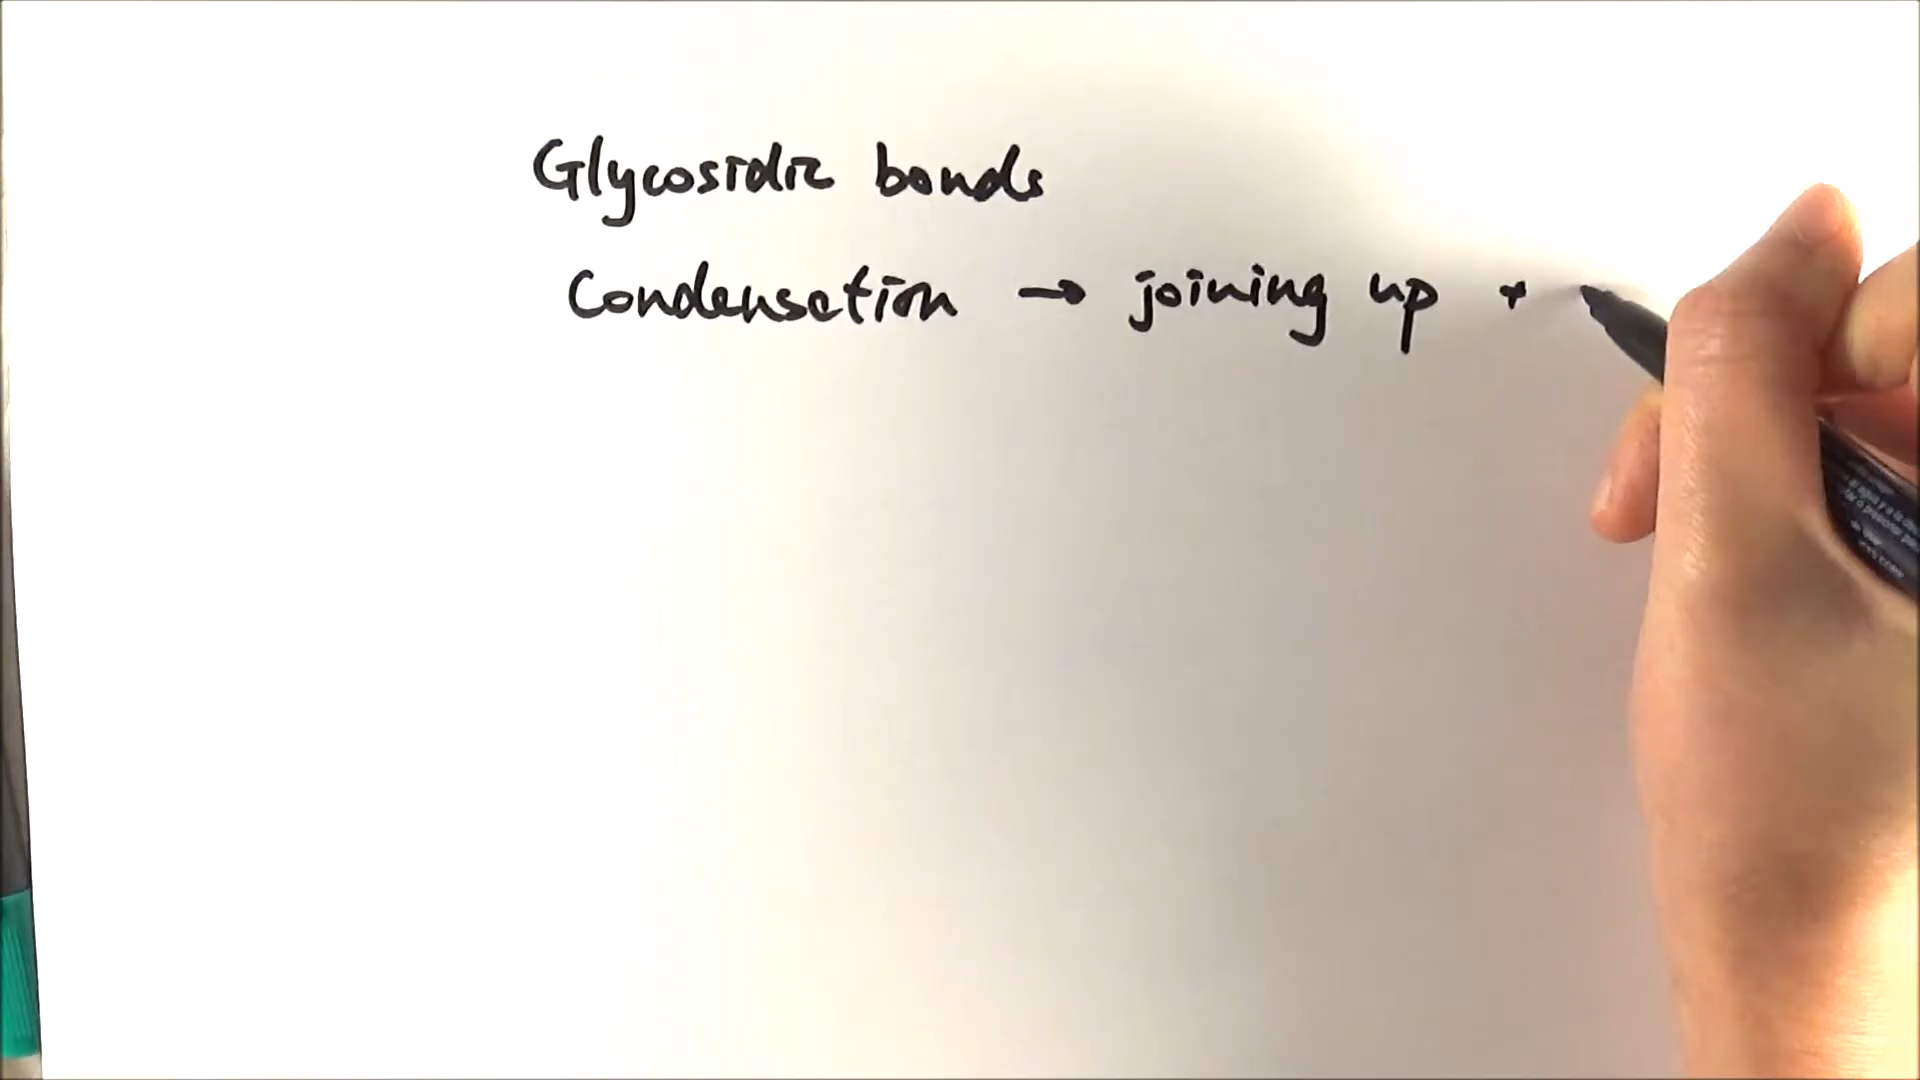 Glycosidic bonds
Condensation → joining up +